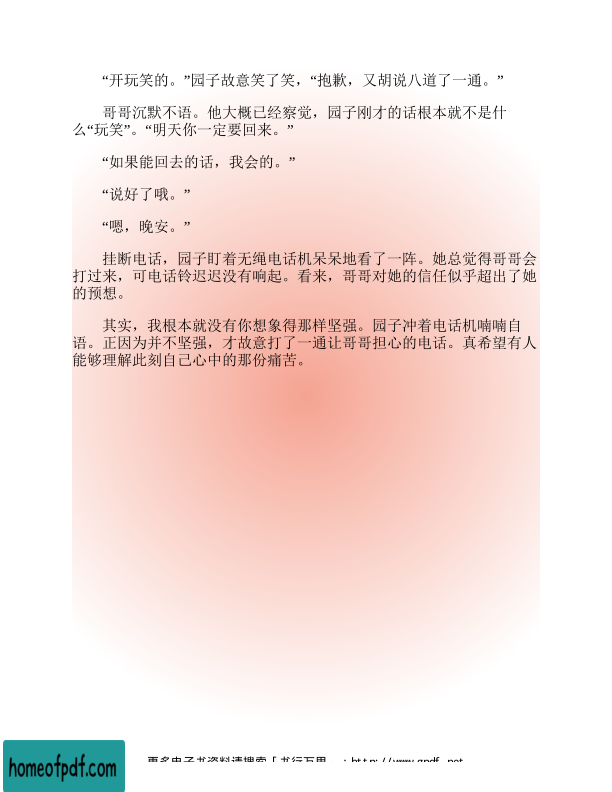 “开玩笑的。”园子故意笑了笑，“抱歉，又胡说八道了一通。”
哥哥沉默不语。他大概已经察觉，园子刚才的话根本就不是什
么“玩笑”。“明天你一定要回来。”
“如果能回去的话，我会的。”
“说好了哦。”
“嗯，晚安。”
挂断电话，园子盯着无绳电话机呆呆地看了一阵。她总觉得哥哥会
打过来，可电话铃迟迟没有响起。看来，哥哥对她的信任似乎超出了她
的预想。
其实，我根本就没有你想象得那样坚强。园子冲着电话机喃喃自
语。正因为并不坚强，才故意打了一通让哥哥担心的电话。真希望有人
能够理解此刻自己心中的那份痛苦。
更多电子书资料请搜索「书行万里
homeofpdf.com